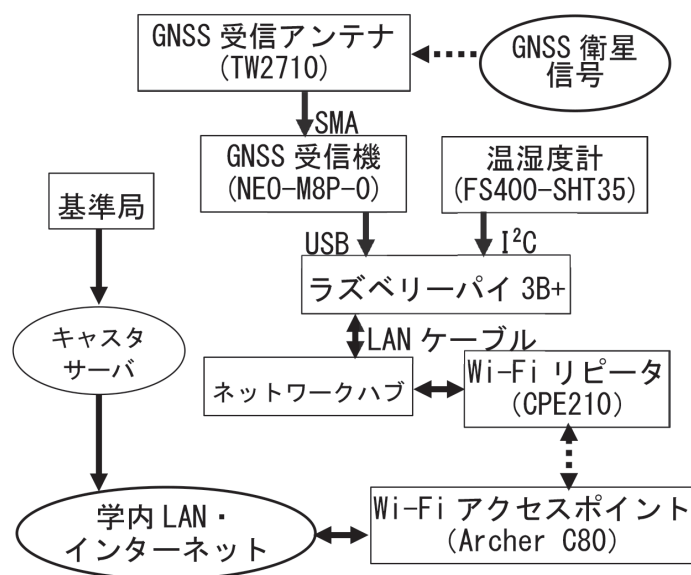 GNSS 受信アンテナ
(TW2710)
GNSS 衛星
信号
SMA
GNSS 受信機
(NEO-M8P-0)
温湿度計
(FS400-SHT35)
基準局
USB
I²C
ラズベリーパイ 3B+
キャスタ
サーバ
LAN ケーブル
ネットワークハブ
Wi-Fi リピータ
(CPE210)
学内 LAN・
インターネット
Wi-Fi アクセスポイント
(Archer C80)